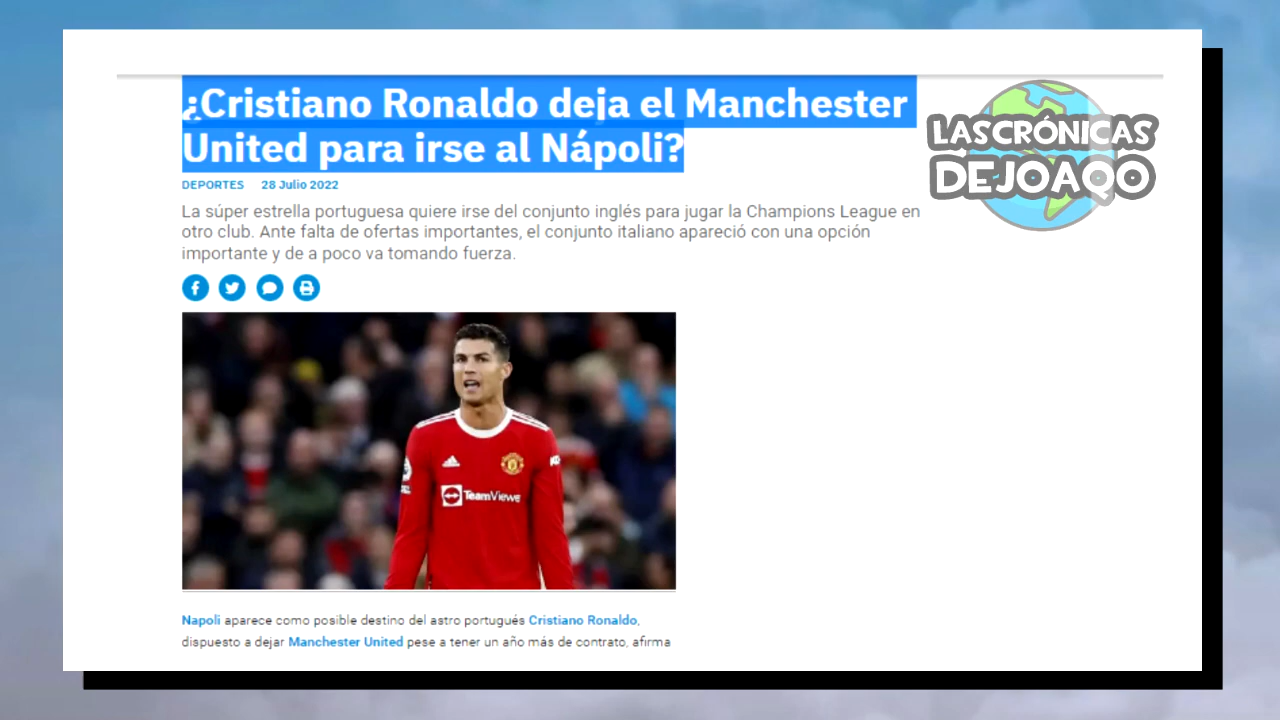 ¿Cristiano Ronaldo deja el Manchester
United para irse al Nápoli?
LASCRÓNICAS
DEJOAQO
DEPORTES 28 Julio 2022
La súper estrella portuguesa quiere irse del conjunto inglés para jugar la Champions League en
otro club. Ante falta de ofertas importantes, el conjunto italiano apareció con una opción
importante y de a poco va tomando fuerza.
TeamViewe
Napoli aparece como posible destino del astro portugués Cristiano Ronaldo,
dispuesto a dejar Manchester United pese a tener un año más de contrato, afirma